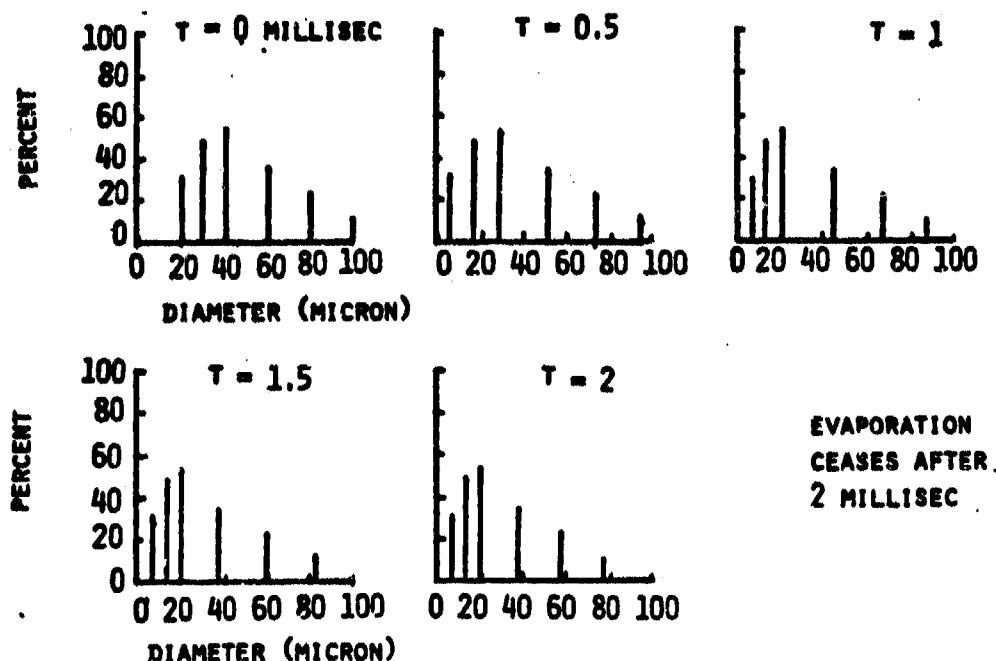 T = 0 MILLISEC
PERCENT
100
80
60
40
20
0
0 20 40 60 80 100
DIAMETER (MICRON)
T = 0.5
0 20 40 60 80 100
T = 1
0 20 40 60 80 100
T = 1.5
PERCENT
100
80
60
40
20
0
0 20 40 60 80 100
DIAMETER (MICRON)
T = 2
0 20 40 60 80 100
EVAPORATION
CEASES AFTER
2 MILLISEC